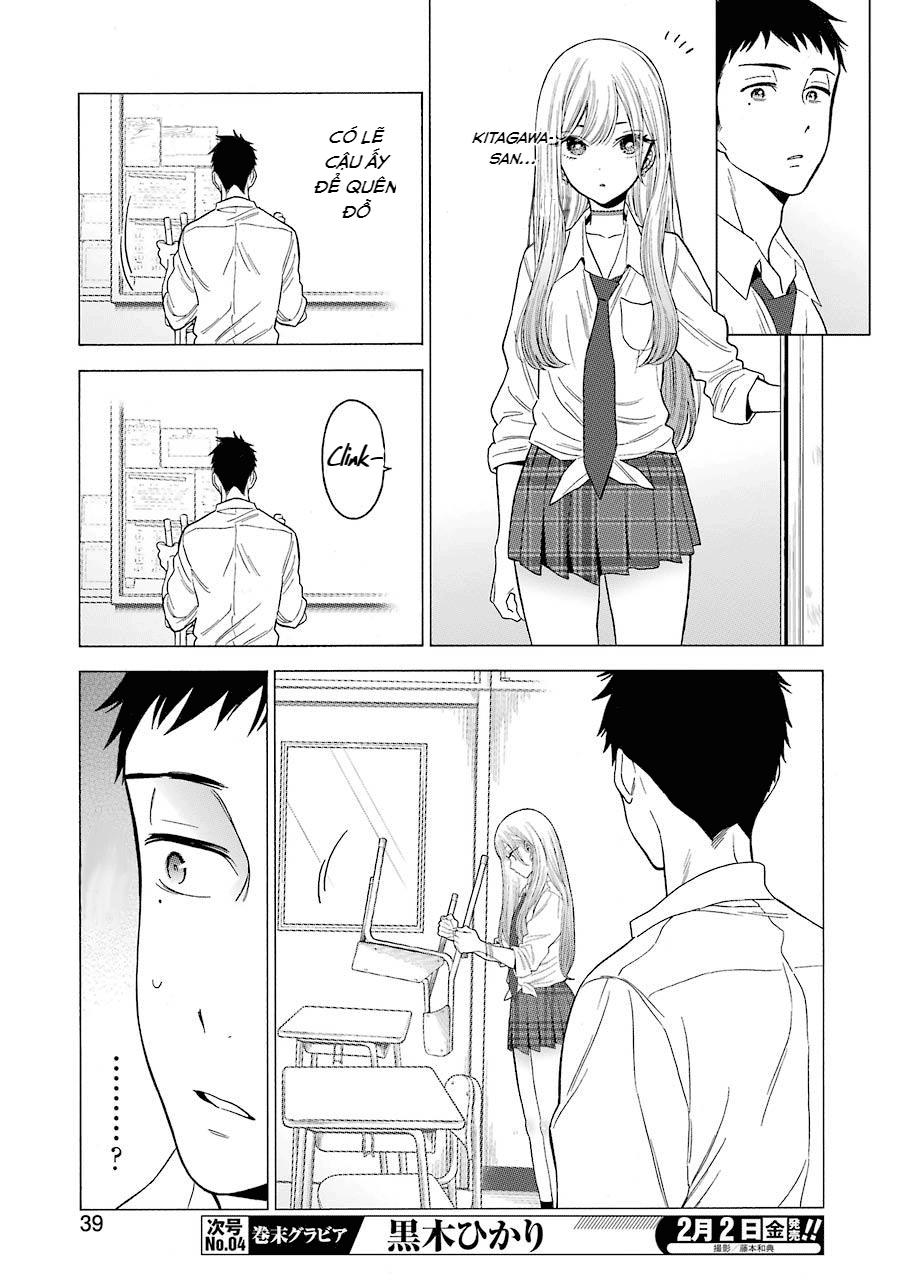 KITAGAWA-
SAN...
CÓ LẼ
CẬU ẤY
ĐỂ QUÊN
ĐỒ
Clink-
………?
39
次号
No.04
巻末グラビア
黒木ひかり
2月2日金発売!!
撮影／藤本和典